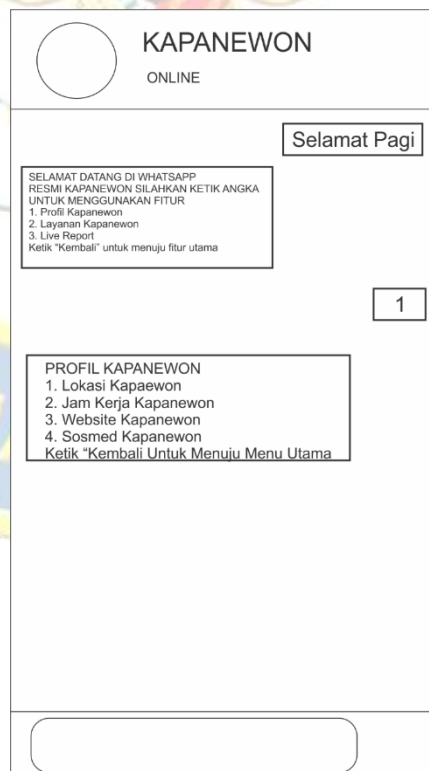 KAPANEWON
ONLINE
Selamat Pagi
SELAMAT DATANG DI WHATSAPP
RESMI KAPANEWON SILAHKAN KETIK ANGKA
UNTUK MENGGUNAKAN FITUR
1. Profil Kapanewon
2. Layanan Kapanewon
3. Live Report
Ketik "Kembali" untuk menuju fitur utama
1
PROFIL KAPANEWON
1. Lokasi Kapaewon
2. Jam Kerja Kapanewon
3. Website Kapanewon
4. Sosmed Kapanewon
Ketik "Kembali Untuk Menuju Menu Utama